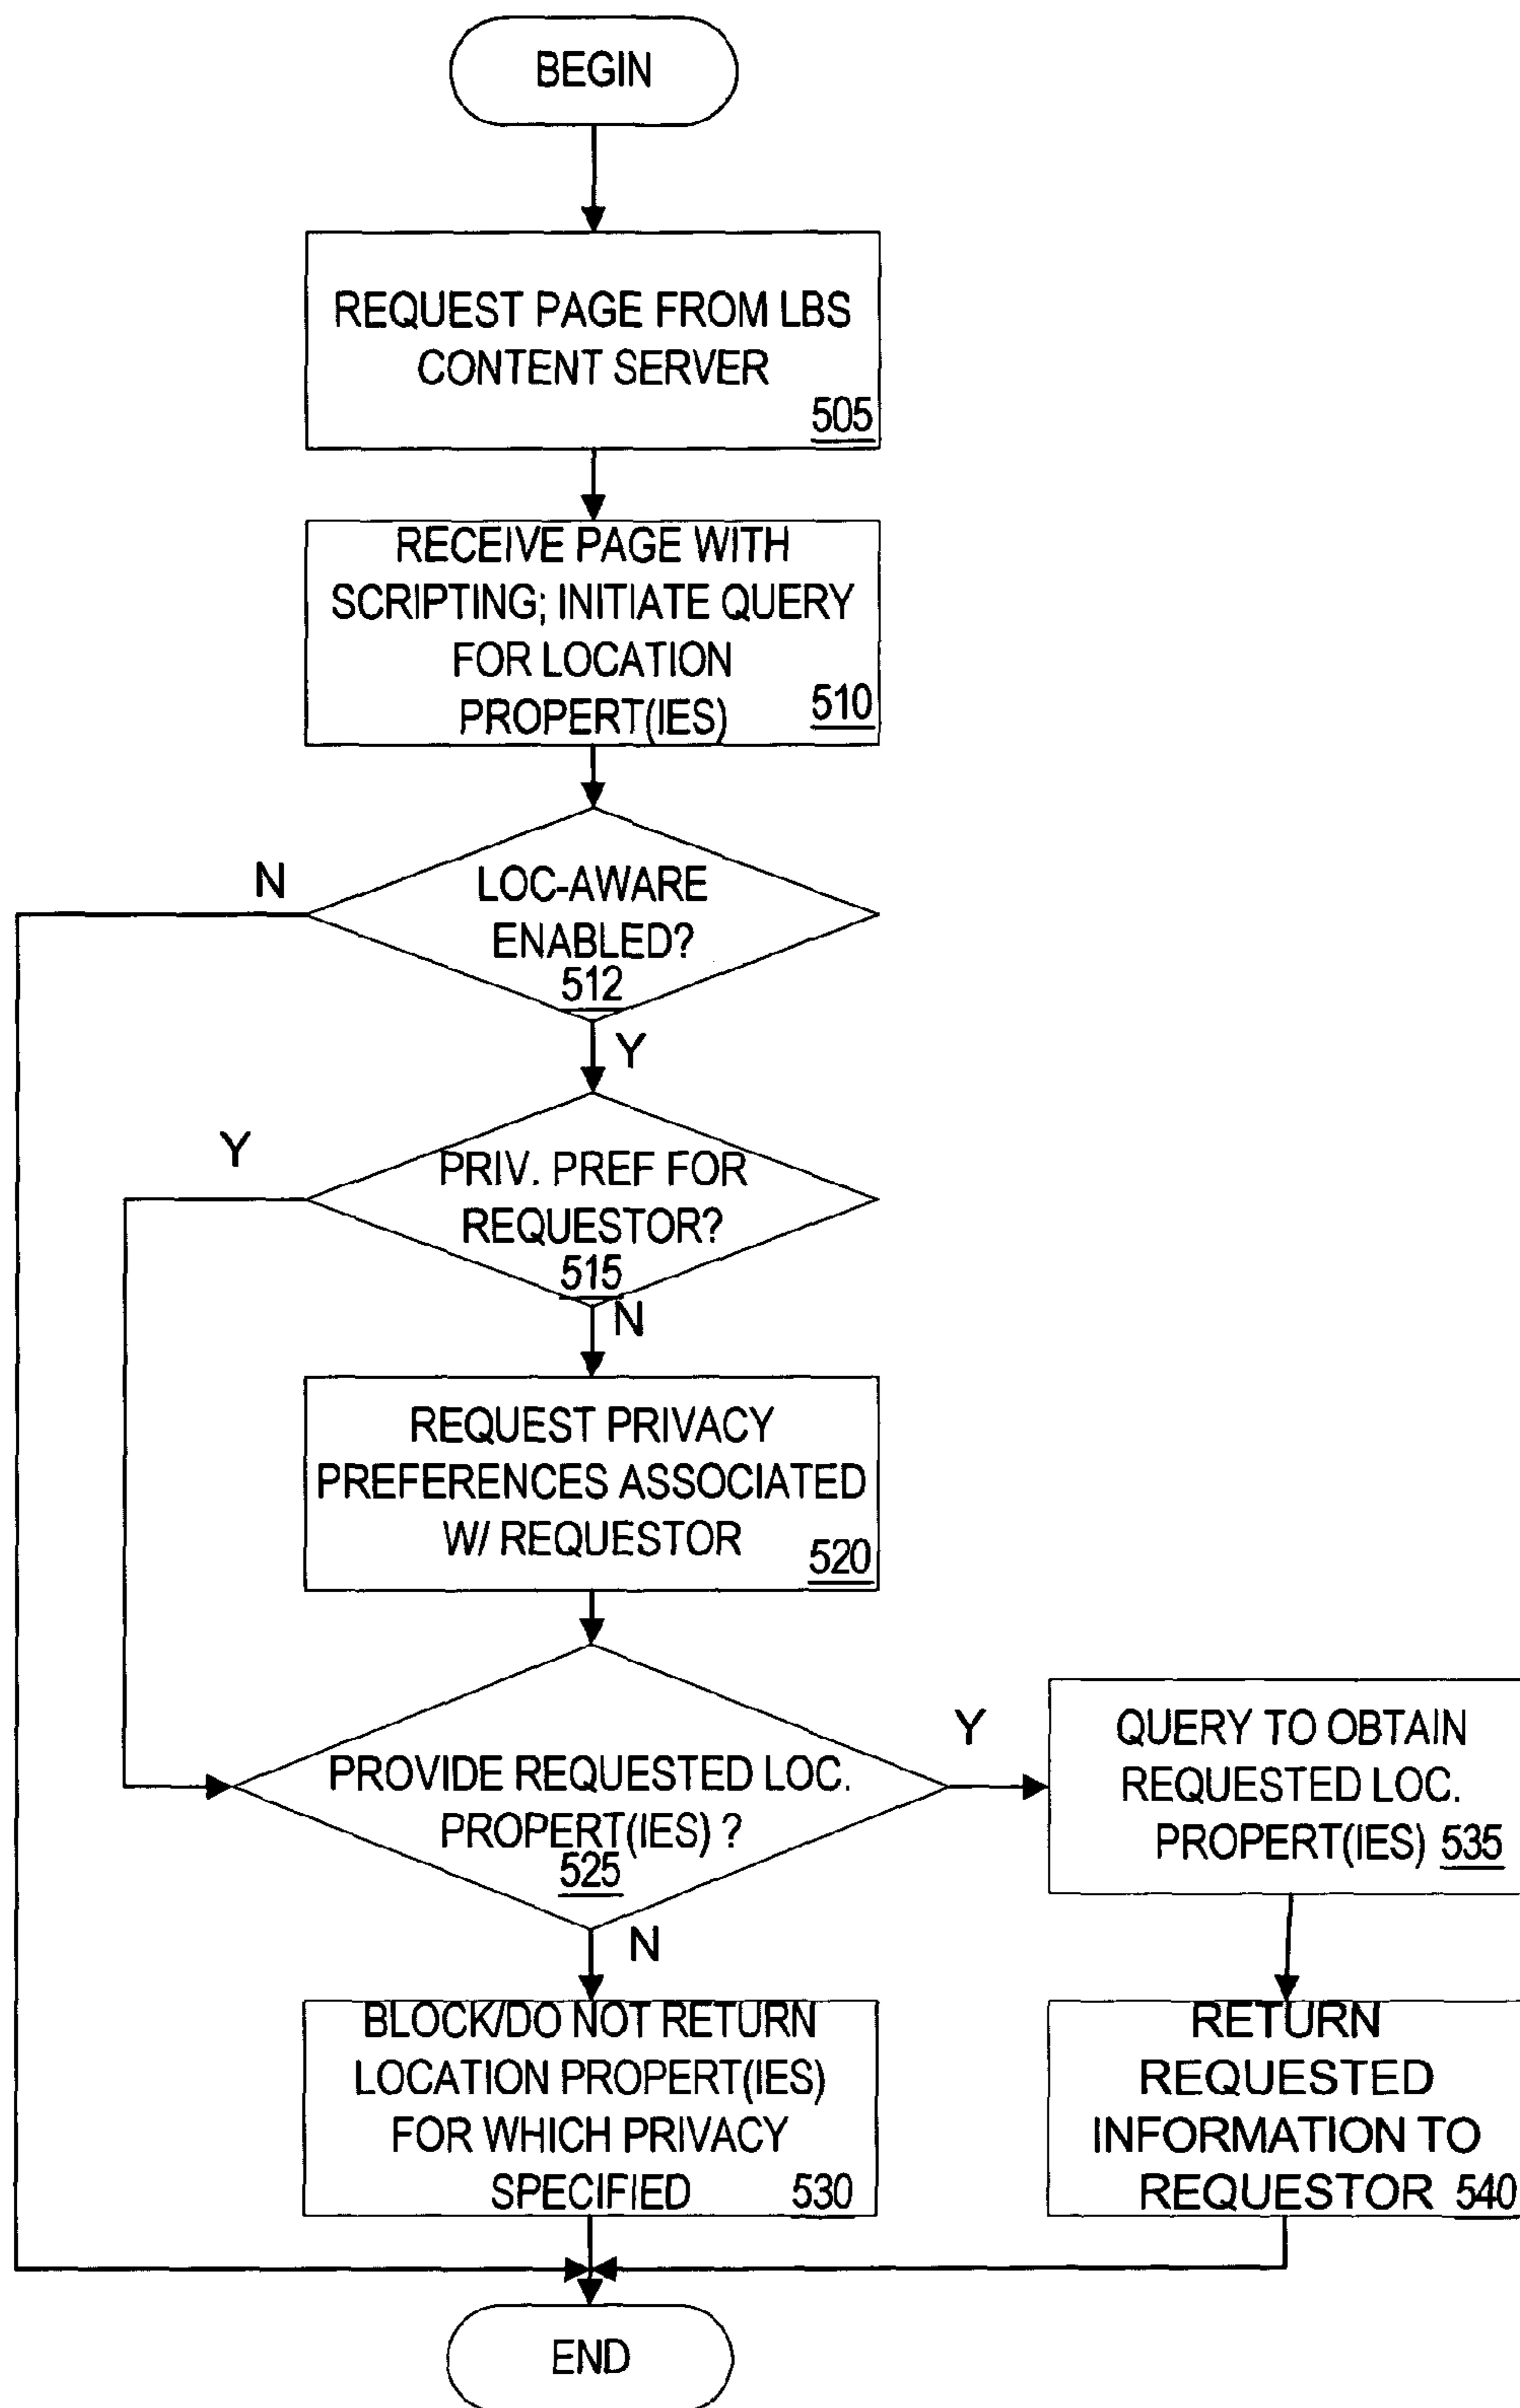 BEGIN
REQUEST PAGE FROM LBS
CONTENT SERVER
505
RECEIVE PAGE WITH
SCRIPTING; INITIATE QUERY
FOR LOCATION
PROPERT(IES) 510
LOC-AWARE
ENABLED?
512
N
Y
PRIV. PREF FOR
REQUESTOR?
515
Y
N
REQUEST PRIVACY
PREFERENCES ASSOCIATED
W/ REQUESTOR 520
PROVIDE REQUESTED LOC.
PROPERT(IES) ?
525
Y
N
QUERY TO OBTAIN
REQUESTED LOC.
PROPERT(IES) 535
BLOCK/DO NOT RETURN
LOCATION PROPERT(IES)
FOR WHICH PRIVACY
SPECIFIED 530
RETURN
REQUESTED
INFORMATION TO
REQUESTOR 540
END